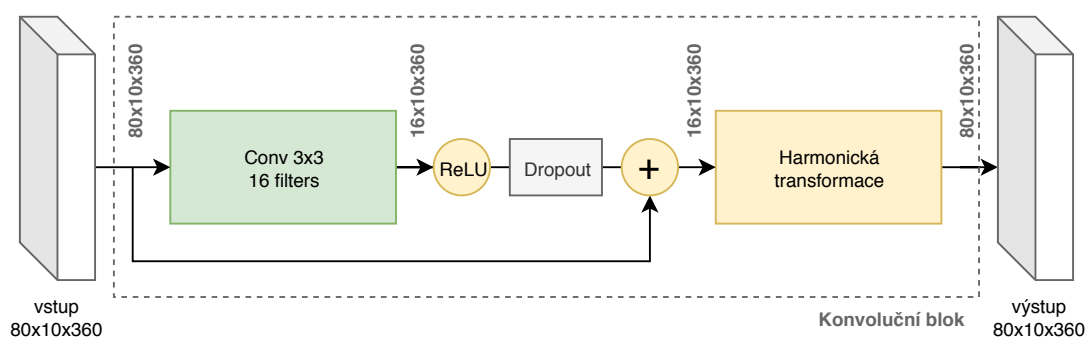 80x10x360
16x10x360
16x10x360
80x10x360
Conv 3x3
16 filters
ReLU
Dropout
+
Harmonická
transformace
vstup
80x10x360
Konvoluční blok
výstup
80x10x360